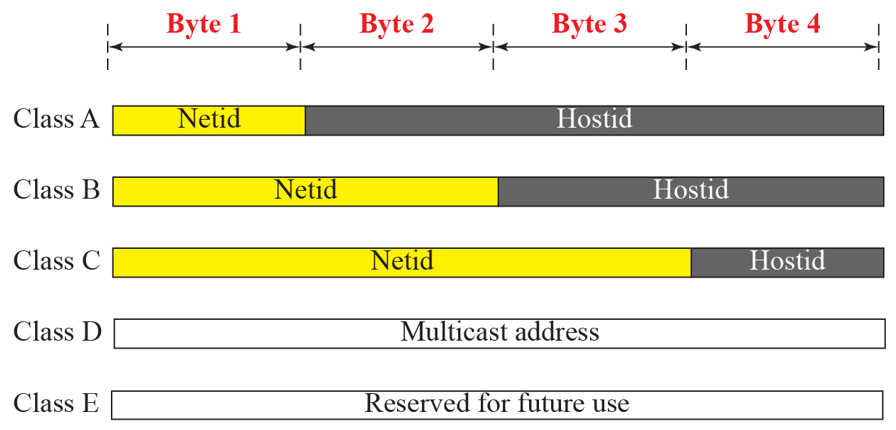 Byte 1 Byte 2 Byte 3 Byte 4
Class A Netid Hostid
Class B Netid Hostid
Class C Netid Hostid
Class D Multicast address
Class E Reserved for future use